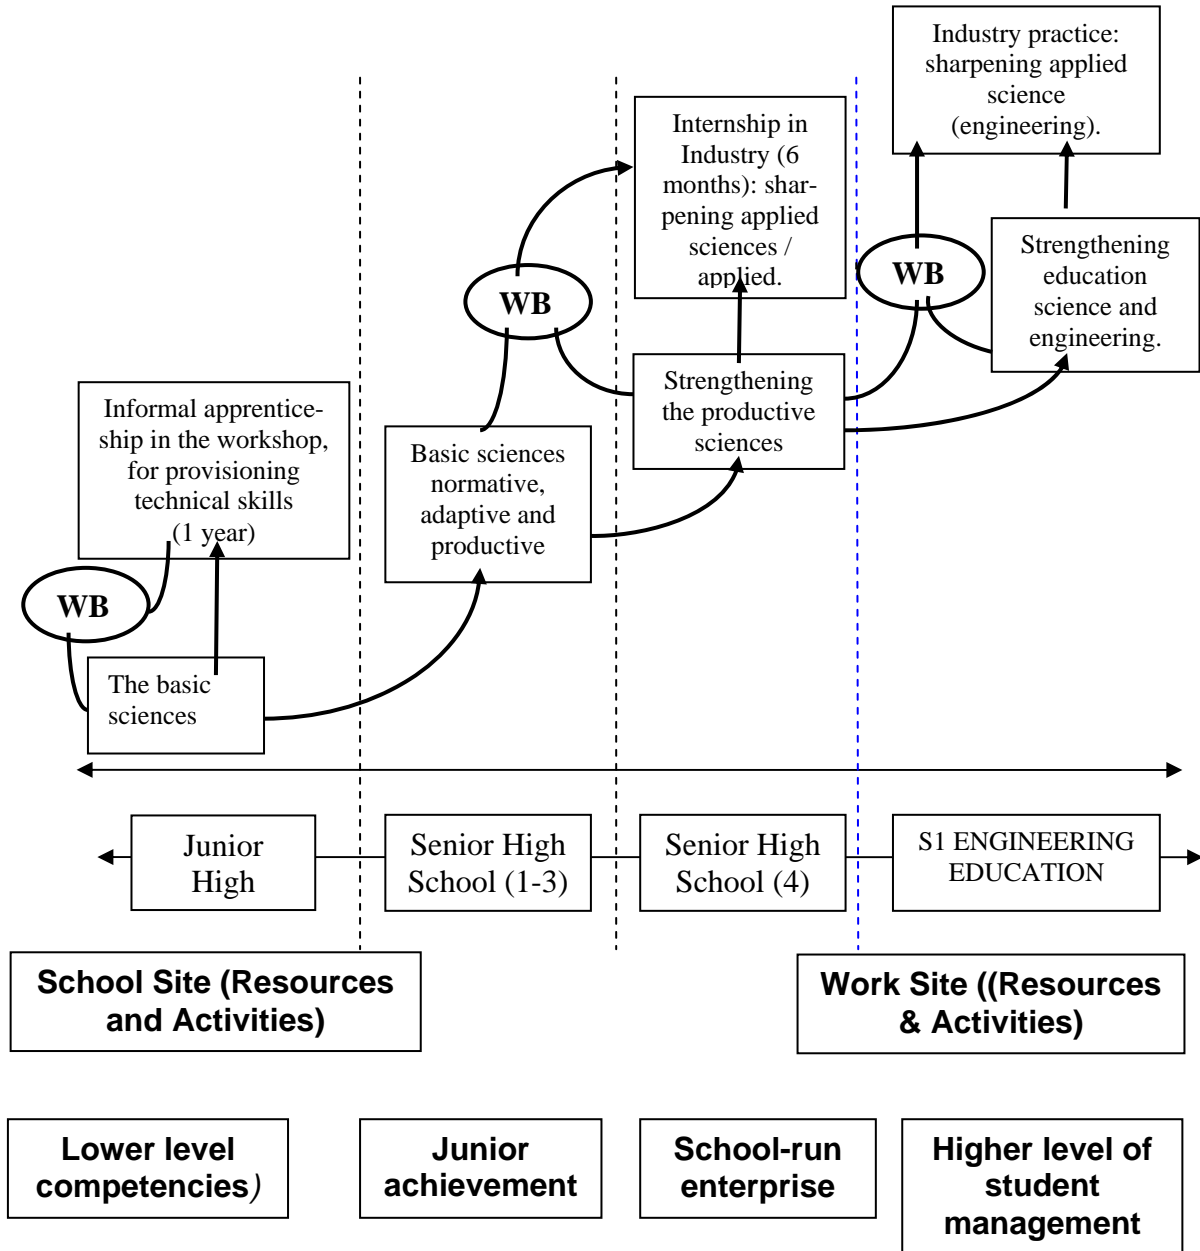 Industry practice:
sharpening applied
science
(engineering).
Internship in
Industry (6
months): shar-
pening applied
sciences /
applied.
WB
Strengthening
education
science and
engineering.
WB
Strengthening
the productive
sciences
Informal apprentice-
ship in the workshop,
for provisioning
technical skills
(1 year)
Basic sciences
normative,
adaptive and
productive
WB
The basic
sciences
Junior
High
Senior High
School (1-3)
Senior High
School (4)
S1 ENGINEERING
EDUCATION
School Site (Resources
and Activities)
Work Site ((Resources
& Activities)
Lower level
competencies)
Junior
achievement
School-run
enterprise
Higher level of
student
management